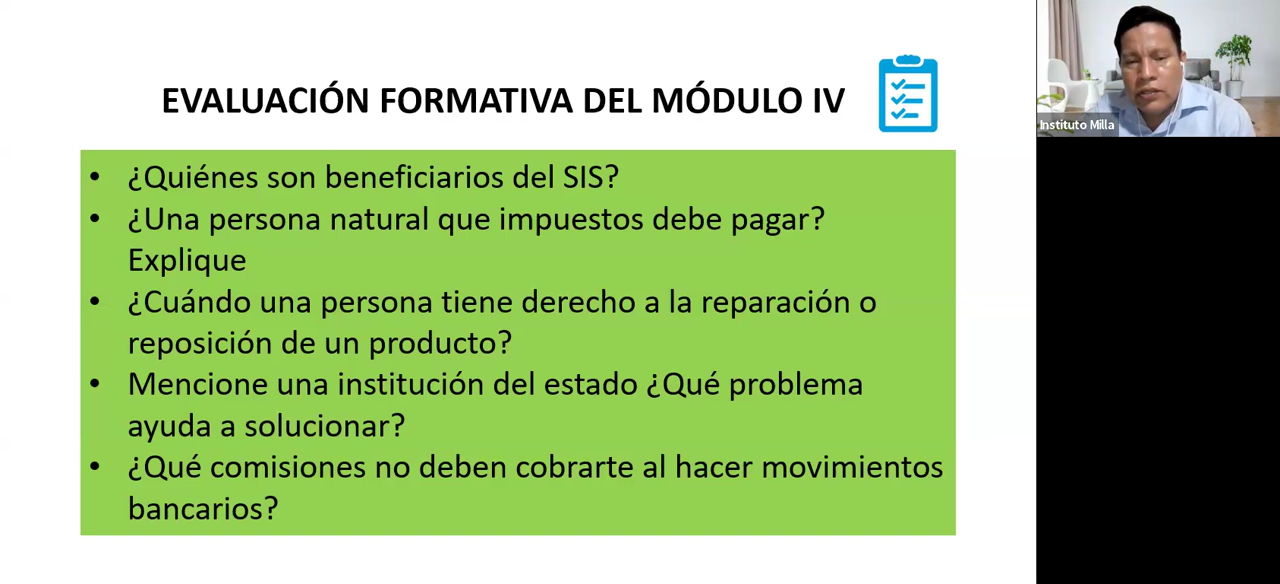 EVALUACIÓN FORMATIVA DEL MÓDULO IV
• ¿Quiénes son beneficiarios del SIS?
• ¿Una persona natural que impuestos debe pagar?
Explique
• ¿Cuándo una persona tiene derecho a la reparación o
reposición de un producto?
• Mencione una institución del estado ¿Qué problema
ayuda a solucionar?
• ¿Qué comisiones no deben cobrarte al hacer movimientos
bancarios?
Instituto Milla